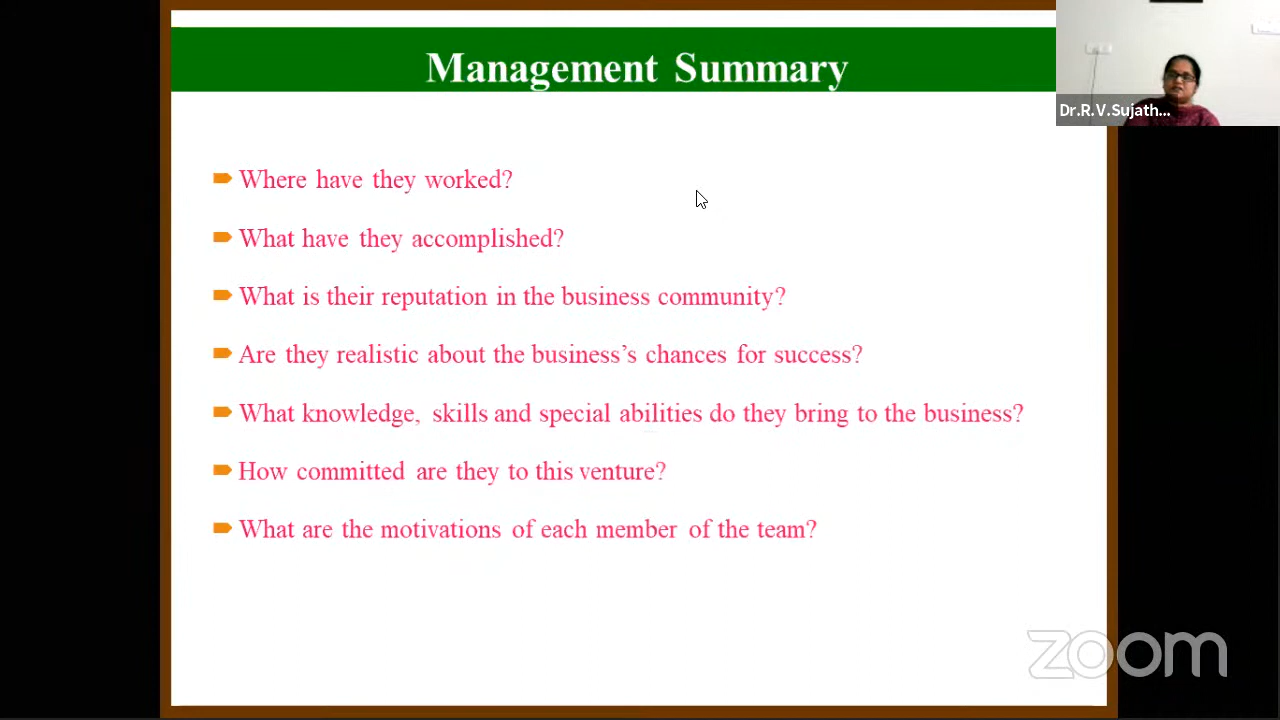 Management Summary
Dr.R.V.Sujath...
Where have they worked?
What have they accomplished?
What is their reputation in the business community?
Are they realistic about the business’s chances for success?
What knowledge, skills and special abilities do they bring to the business?
How committed are they to this venture?
What are the motivations of each member of the team?
zoom